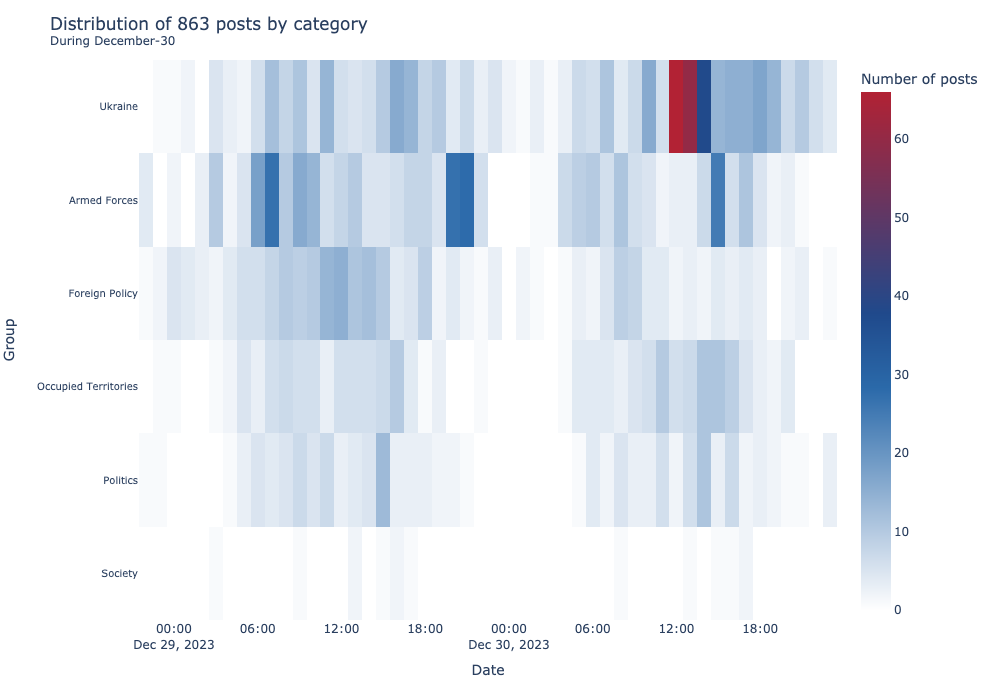 Distribution of 863 posts by category
During December-30
Number of posts
60
50
40
30
20
10
0
Group
Ukraine
Armed Forces
Foreign Policy
Occupied Territories
Politics
Society
00:00 06:00 12:00 18:00 00:00 06:00 12:00 18:00
Dec 29, 2023 Dec 30, 2023
Date